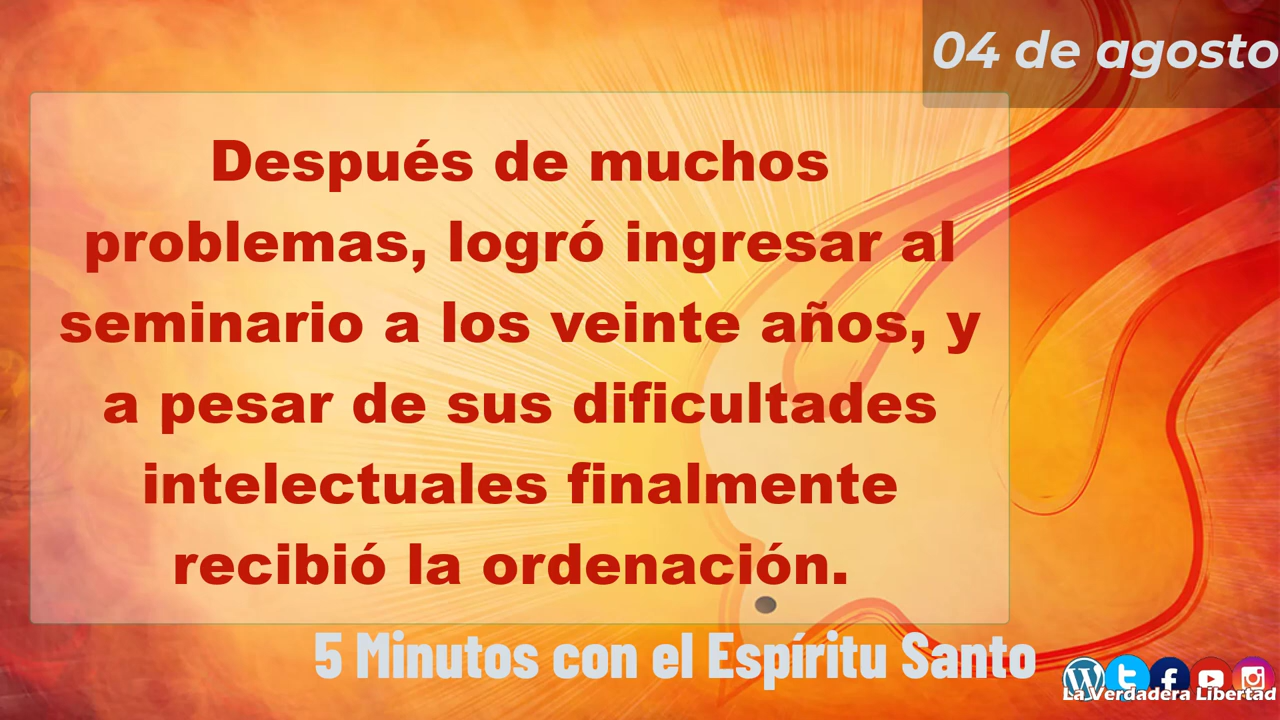 04 de agosto
Después de muchos
problemas, logró ingresar al
seminario a los veinte años, y
a pesar de sus dificultades
intelectuales finalmente
recibió la ordenación.
5 Minutos con el Espíritu Santo
La Verdadera Libertad